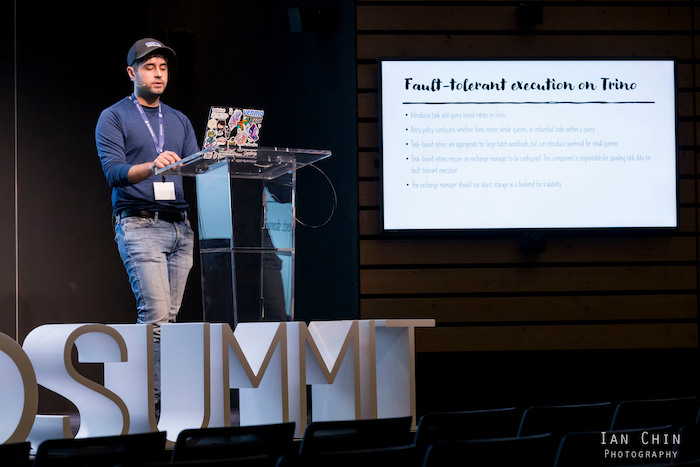 Fault-tolerant execution on Trino
• Introduces task and query based retries in Trino
• Retry policy configures whether Trino retries whole queries, or individual tasks within a query
• Task-based retries are appropriate for large batch workloads, but can introduce overhead for small queries
• Task-based retries require an exchange manager to be configured. This component is responsible for spooling task data for
fault-tolerant execution
• The exchange manager should use object storage as a backend for scalability
OSUMMIT
IAN CHIN
PHOTOGRAPHY